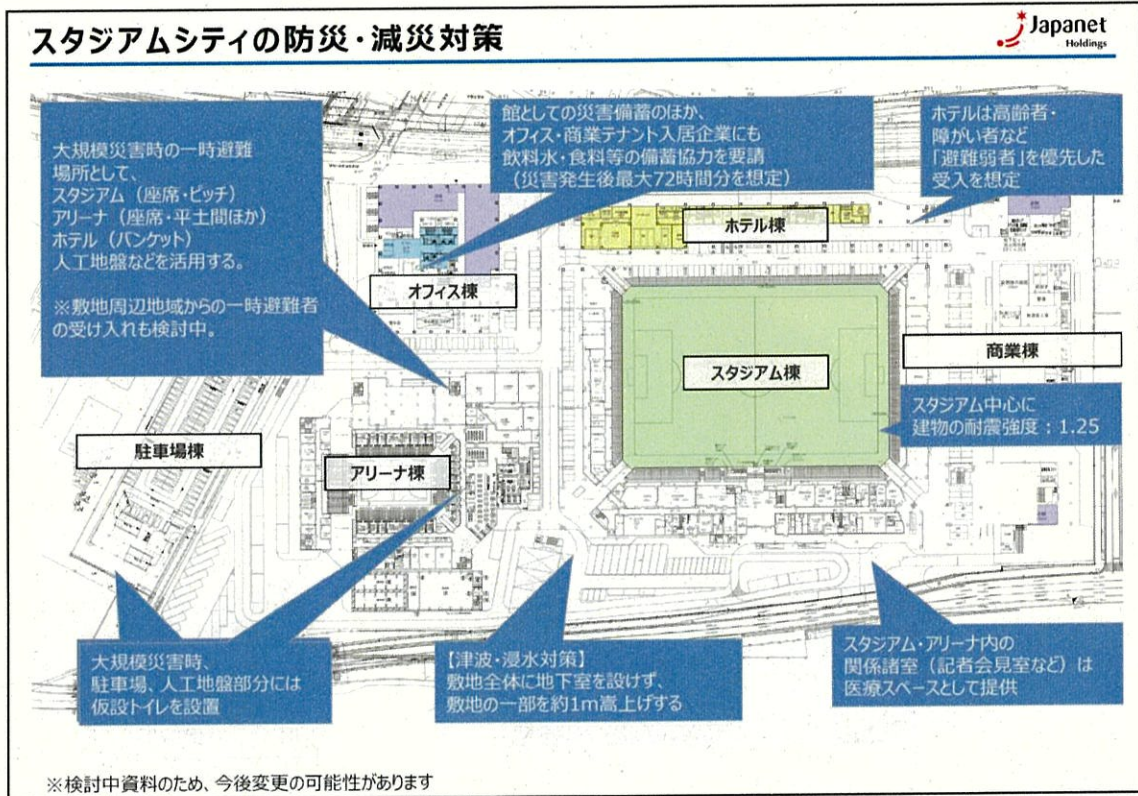 スタジアムシティの防災・減災対策
Japanet
Holdings
大規模災害時の一時避難
場所として、
スタジアム（座席・ピッチ）
アリーナ（座席・平土間ほか）
ホテル（バンケット）
人工地盤などを活用する。
※敷地周辺地域からの一時避難者
の受け入れも検討中。
館としての災害備蓄のほか、
オフィス・商業テナント入居企業にも
飲料水・食料等の備蓄協力を要請
（災害発生後最大72時間分を想定）
ホテルは高齢者・
障がい者など
「避難弱者」を優先した
受入を想定
ホテル棟
オフィス棟
スタジアム棟
商業棟
スタジアム中心に
建物の耐震強度：1.25
駐車場棟
アリーナ棟
大規模災害時、
駐車場、人工地盤部分には
仮設トイレを設置
【津波・浸水対策】
敷地全体に地下室を設けず、
敷地の一部を約1m嵩上げする
スタジアム・アリーナ内の
関係諸室（記者会見室など）は
医療スペースとして提供
※検討中資料のため、今後変更の可能性があります